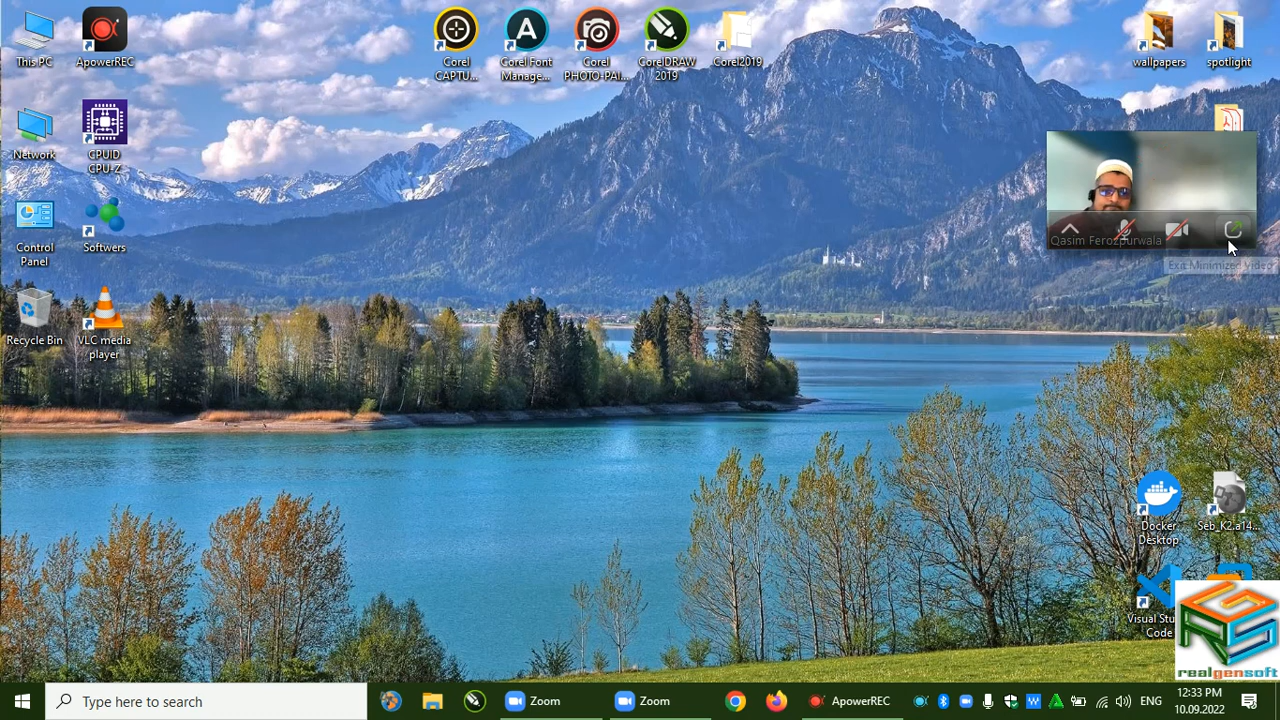 This PC
ApowerREC
Corel
CAPTU...
Corel Font
Manage...
Corel
PHOTO-PAI...
CorelDRAW
2019
Corel2019
wallpapers
spotlight
Network
CPUID
CPU-Z
Qasim Ferozpurwala
Exit Minimized Video
Control
Panel
Softwers
Recycle Bin
VLC media
player
Docker
Desktop
Seb_K2.a14...
Visual Stu
Code
realgensoft
Type here to search
Zoom
Zoom
ApowerREC
ENG
12:33 PM
10.09.2022